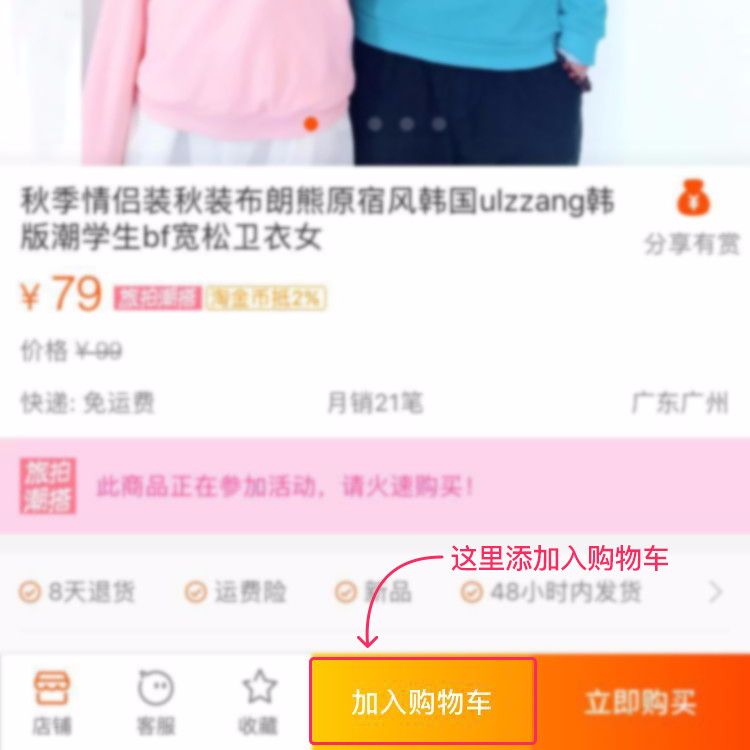 秋季情侣装秋装布朗熊原宿风韩国ulzzang韩
版潮学生bf宽松卫衣女
分享有赏
¥ 79 旅拍潮搭 淘金币抵2%
价格 ¥ 99
快递: 免运费 月销21笔 广东广州
旅拍
潮搭
此商品正在参加活动，请火速购买！
这里添加入购物车
8天退货 运费险 新品 48小时内发货
店铺 客服 收藏 加入购物车 立即购买